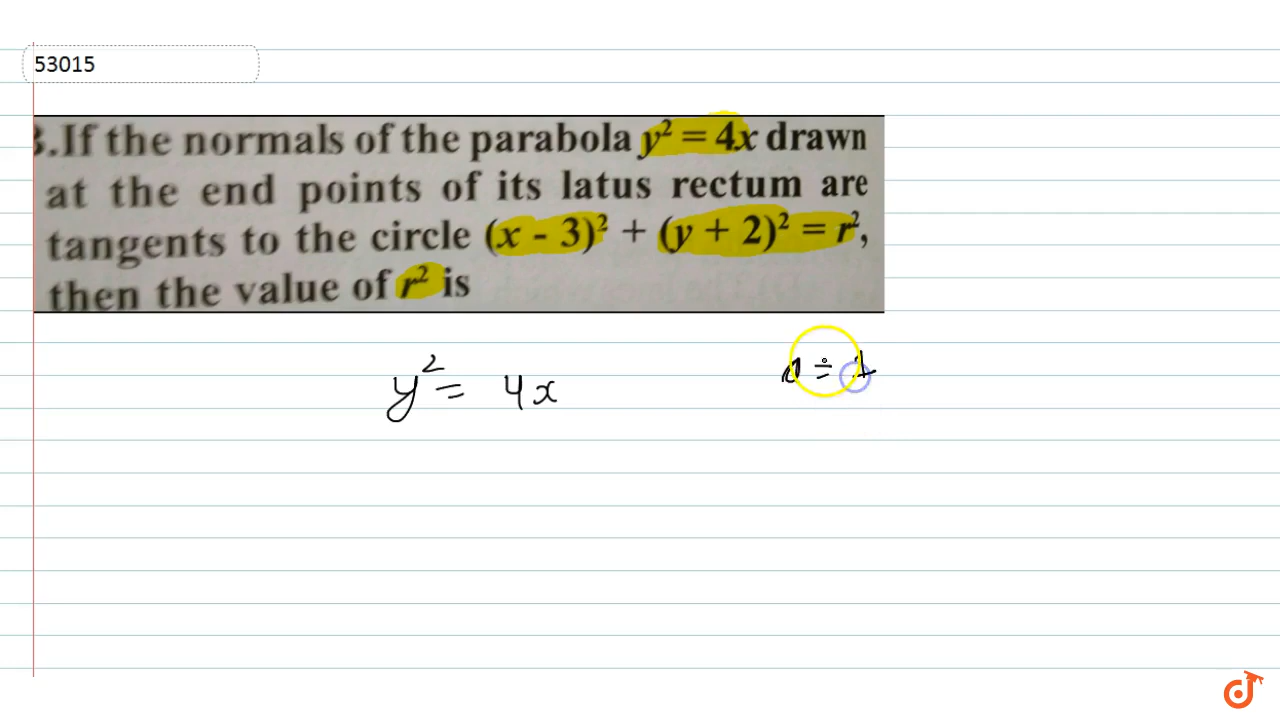 53015
3.If the normals of the parabola y² = 4x drawn
at the end points of its latus rectum are
tangents to the circle (x - 3)² + (y + 2)² = r²,
then the value of r² is
y² = 4x